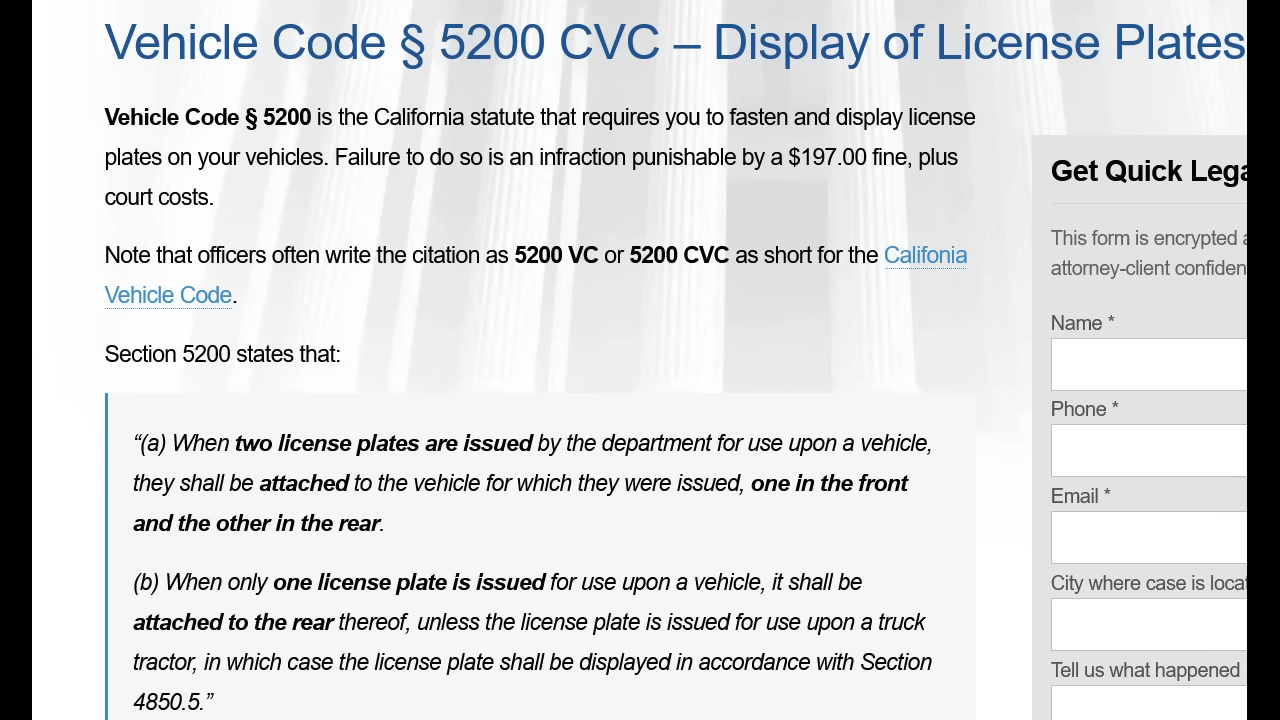 Vehicle Code § 5200 CVC – Display of License Plates
Vehicle Code § 5200 is the California statute that requires you to fasten and display license
plates on your vehicles. Failure to do so is an infraction punishable by a $197.00 fine, plus
court costs.
Note that officers often write the citation as 5200 VC or 5200 CVC as short for the Califonia
Vehicle Code.
Section 5200 states that:
“(a) When two license plates are issued by the department for use upon a vehicle,
they shall be attached to the vehicle for which they were issued, one in the front
and the other in the rear.
(b) When only one license plate is issued for use upon a vehicle, it shall be
attached to the rear thereof, unless the license plate is issued for use upon a truck
tractor, in which case the license plate shall be displayed in accordance with Section
4850.5.”
Get Quick
This form is encrypted
attorney-client
Name *
Phone *
Email *
City where case is
Tell us what happened